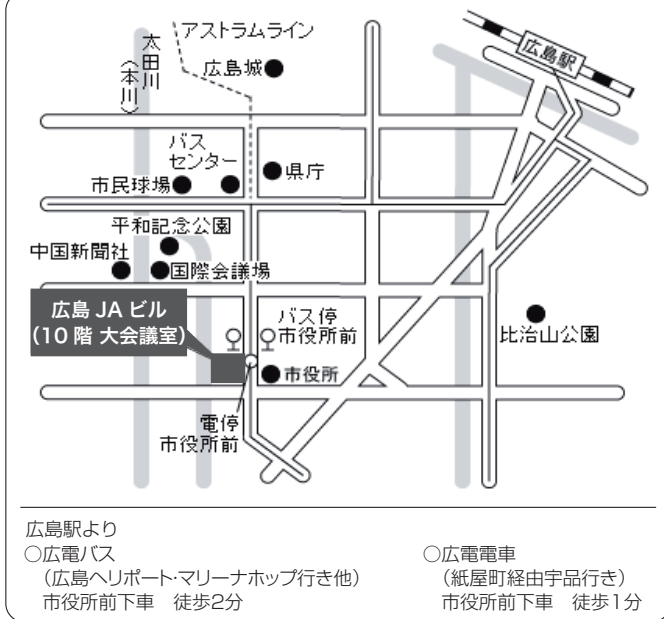 アストラムライン
太田川
（本川）
広島城
広島駅
バス
センター
県庁
市民球場
平和記念公園
中国新聞社
国際会議場
広島 JA ビル
（10 階 大会議室）
バス停
市役所前
比治山公園
市役所
電停
市役所前
広島駅より
○広電バス
（広島ヘリポート・マリーナホップ行き他）
市役所前下車　徒歩2分
○広電電車
（紙屋町経由宇品行き）
市役所前下車　徒歩1分